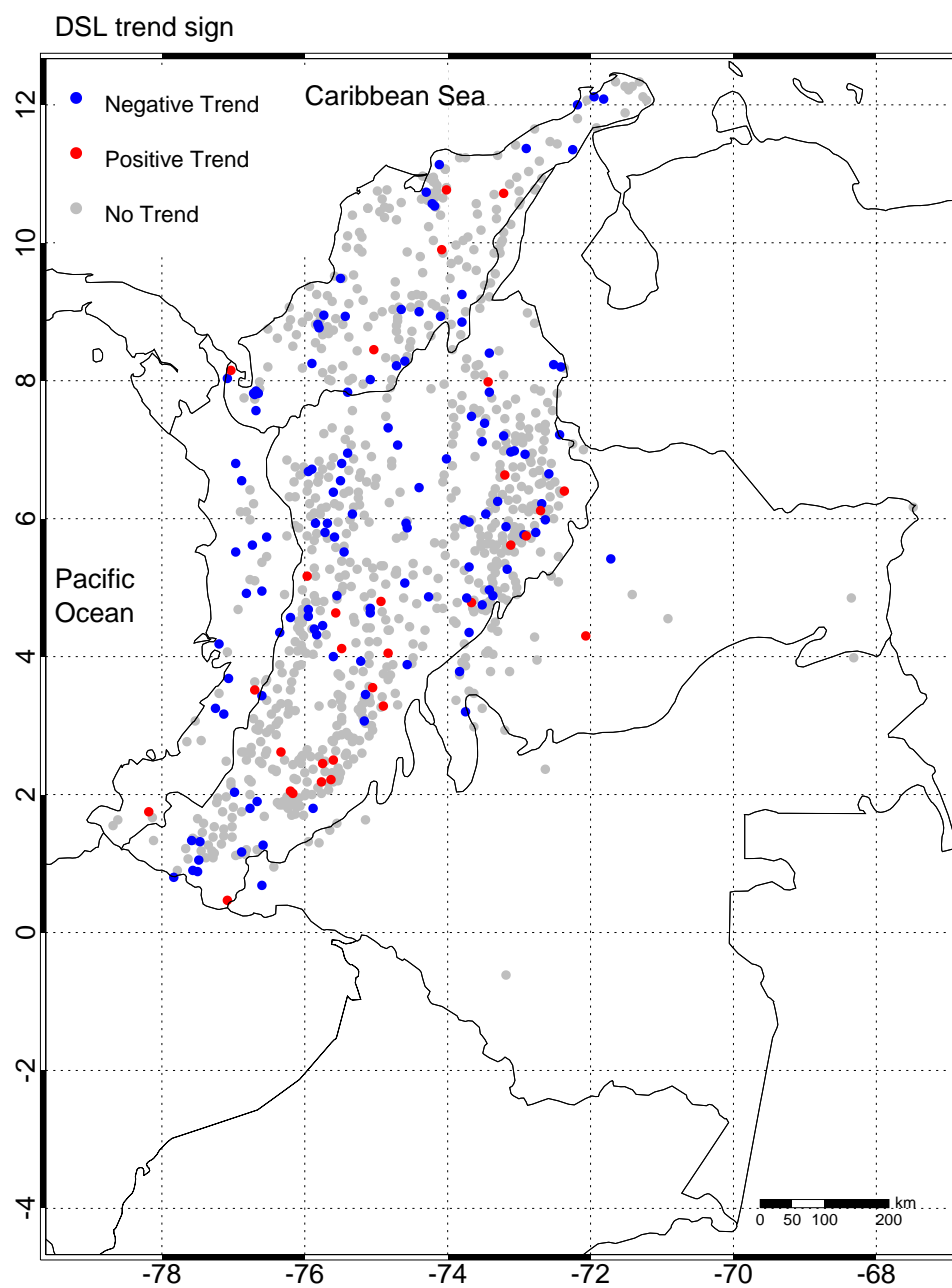 DSL trend sign
Negative Trend
Positive Trend
No Trend
Caribbean Sea
Pacific
Ocean
12
10
8
6
4
2
0
-2
-4
km
0 50 100 200
-78 -76 -74 -72 -70 -68